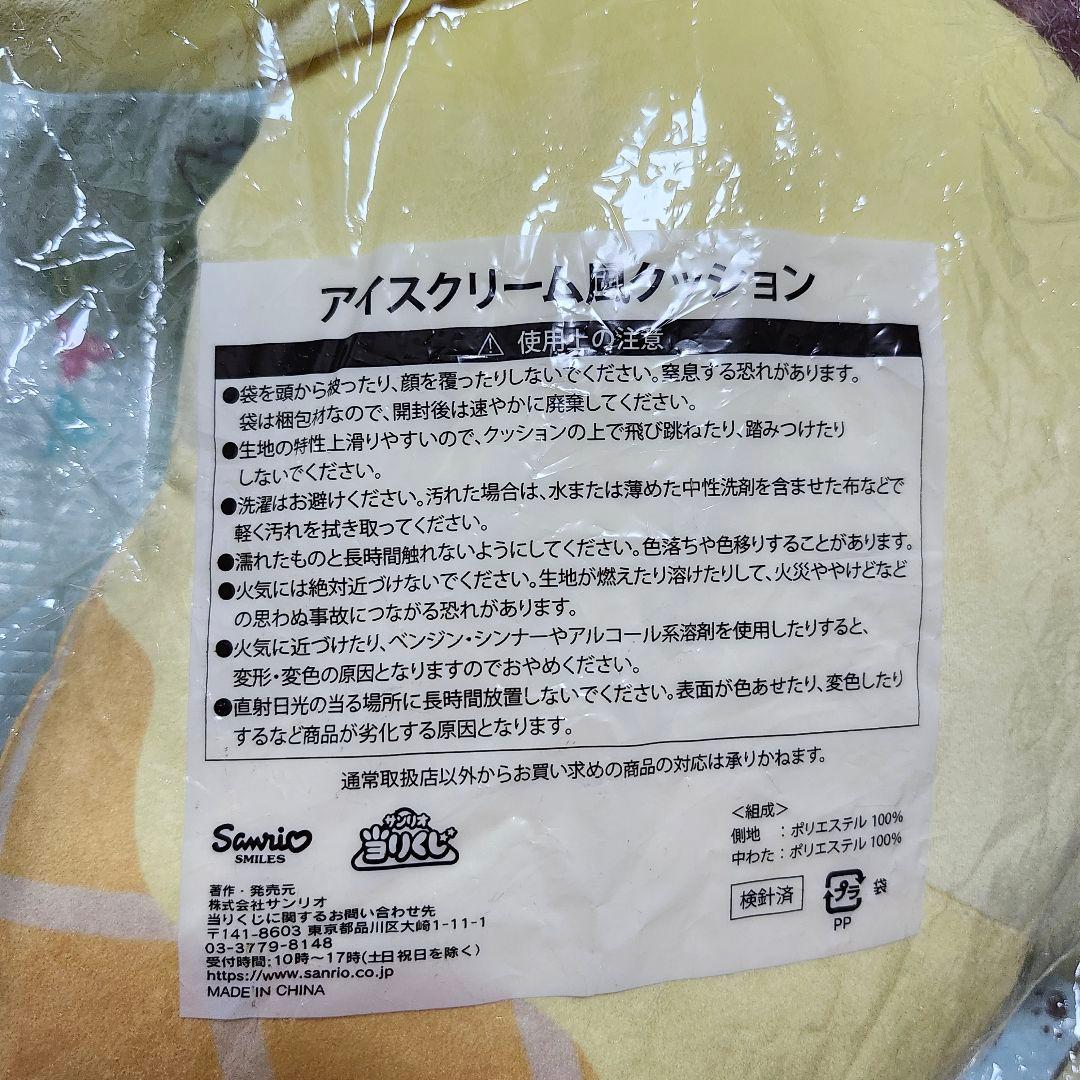 アイスクリーム風クッション
⚠ 使用上の注意
●袋を頭から被ったり、顔を覆ったりしないでください。窒息する恐れがあります。
袋は梱包材なので、開封後は速やかに廃棄してください。
●生地の特性上滑りやすいので、クッションの上で飛び跳ねたり、踏みつけたり
しないでください。
●洗濯はお避けください。汚れた場合は、水または薄めた中性洗剤を含ませた布などで
軽く汚れを拭き取ってください。
●濡れたものと長時間触れないようにしてください。色落ちや色移りすることがあります。
●火気には絶対近づけないでください。生地が燃えたり溶けたりして、火災ややけどなど
の思わぬ事故につながる恐れがあります。
●火気に近づけたり、ベンジン・シンナーやアルコール系溶剤を使用したりすると、
変形・変色の原因となりますのでおやめください。
●直射日光の当る場所に長時間放置しないでください。表面が色あせたり、変色したり
するなど商品が劣化する原因となります。
通常取扱店以外からお買い求めの商品の対応は承りかねます。
Sanrio
SMILES
サンリオ
当りくじ
<組成>
側地 : ポリエステル 100%
中わた : ポリエステル 100%
検針済
プラ 袋
PP
著作・発売元
株式会社サンリオ
当りくじに関するお問い合わせ先
〒141-8603 東京都品川区大崎1-11-1
03-3779-8148
受付時間:10時～17時(土日祝日を除く)
https://www.sanrio.co.jp
MADE IN CHINA